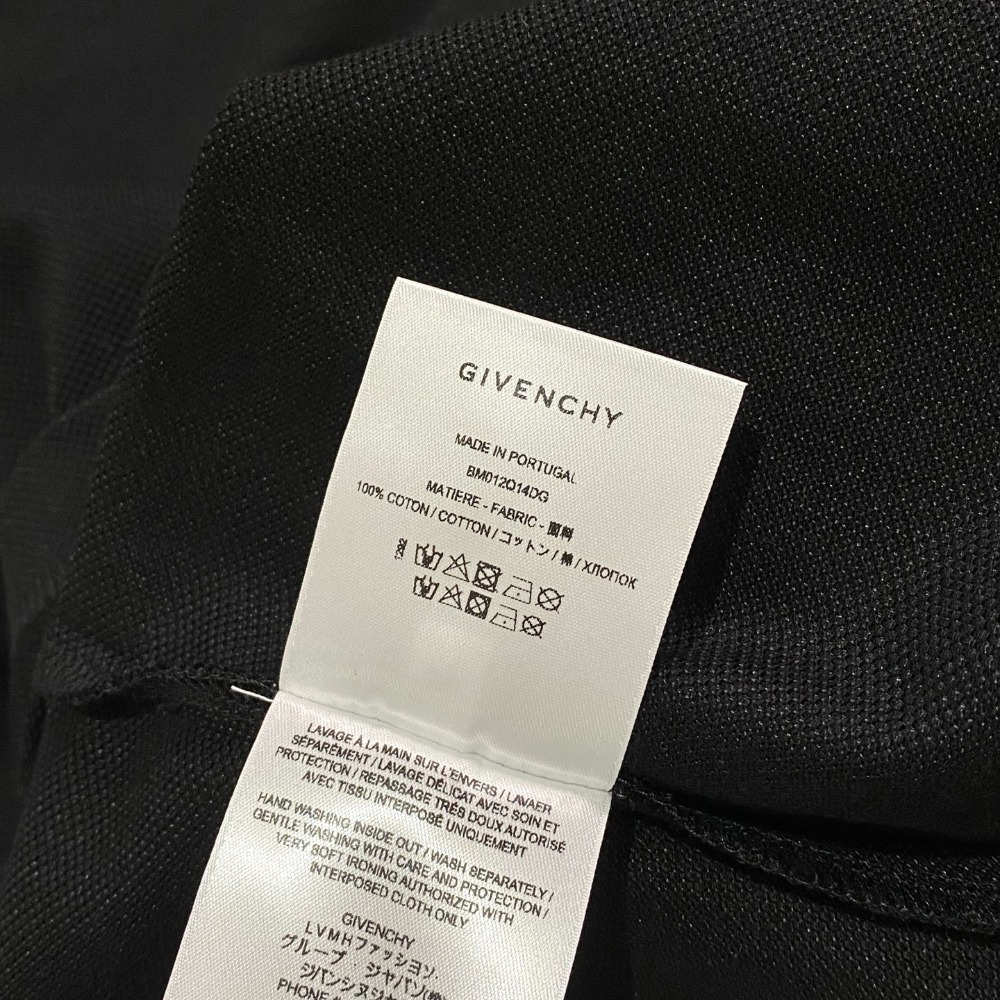 GIVENCHY
MADE IN PORTUGAL
BM012Q14DG
MATIERE - FABRIC - 面料
100% COTON / COTTON / コットン / 棉 / ХЛОПОК
LAVAGE À LA MAIN SUR L'ENVERS / LAVAER
SÉPARÉMENT / LAVAGE DÉLICAT AVEC SOIN ET
PROTECTION / REPASSAGE TRÉS DOUX AUTORISÉ
AVEC TISSU INTERPOSÉ UNIQUEMENT
HAND WASHING INSIDE OUT / WASH SEPARATELY /
GENTLE WASHING WITH CARE AND PROTECTION /
VERY SOFT IRONING AUTHORIZED WITH
INTERPOSED CLOTH ONLY
GIVENCHY
LVMHファッション.
グループ・ジャパン(株)
PHONE